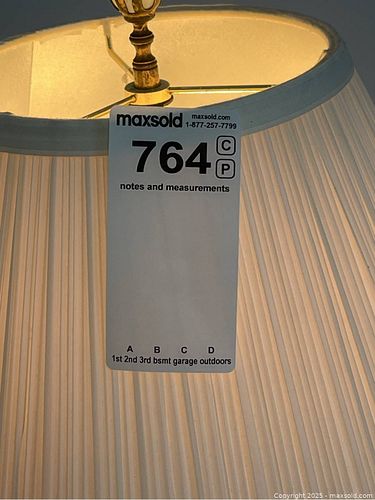 maxsold maxsold.com
1-877-257-7799
764 C
P
notes and measurements
A B C D
1st 2nd 3rd bsmt garage outdoors
Copyright 2025 - maxsold.com